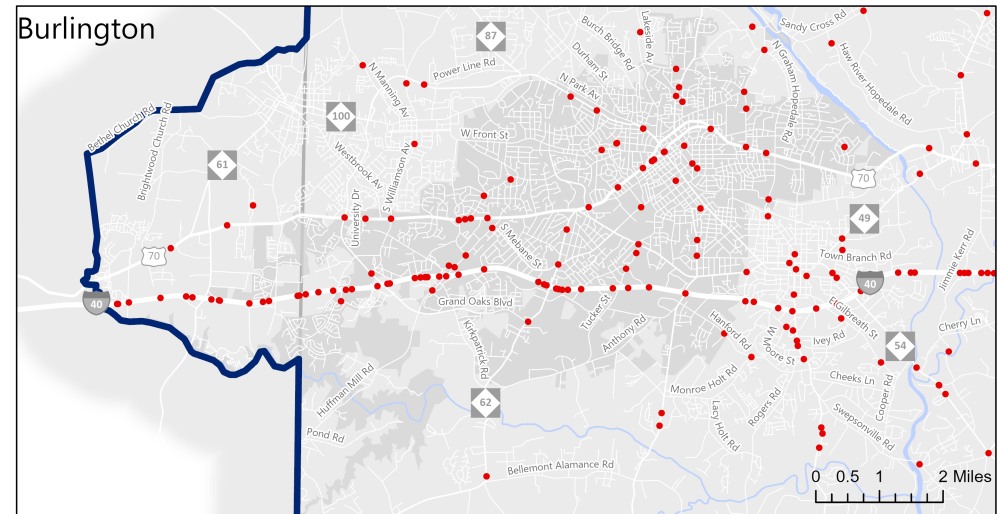 Burlington
87
Burch Bridge Rd
Lakeside Av
Sandy Cross Rd
Durham St
N Graham Hopedale Rd
Haw River Hopedale Rd
Power Line Rd
N Manning Av
N Park Av
100
Bethel Church Rd
Brightwood Church Rd
W Front St
61
Westbrook Av
S Williamson Av
70
University Dr
49
S Mebane St
70
Town Branch Rd
Jimmie Kerr Rd
40
40
Grand Oaks Blvd
Tucker St
E Gilbreath St
Kirkpatrick Rd
Anthony Rd
Hanford Rd
W Moore St
Ivey Rd
Cherry Ln
54
Huffman Mill Rd
Monroe Holt Rd
Rogers Rd
Cheeks Ln
Cooper Rd
62
Lacy Holt Rd
Swepsonville Rd
Pond Rd
Bellemont Alamance Rd
0 0.5 1 2 Miles